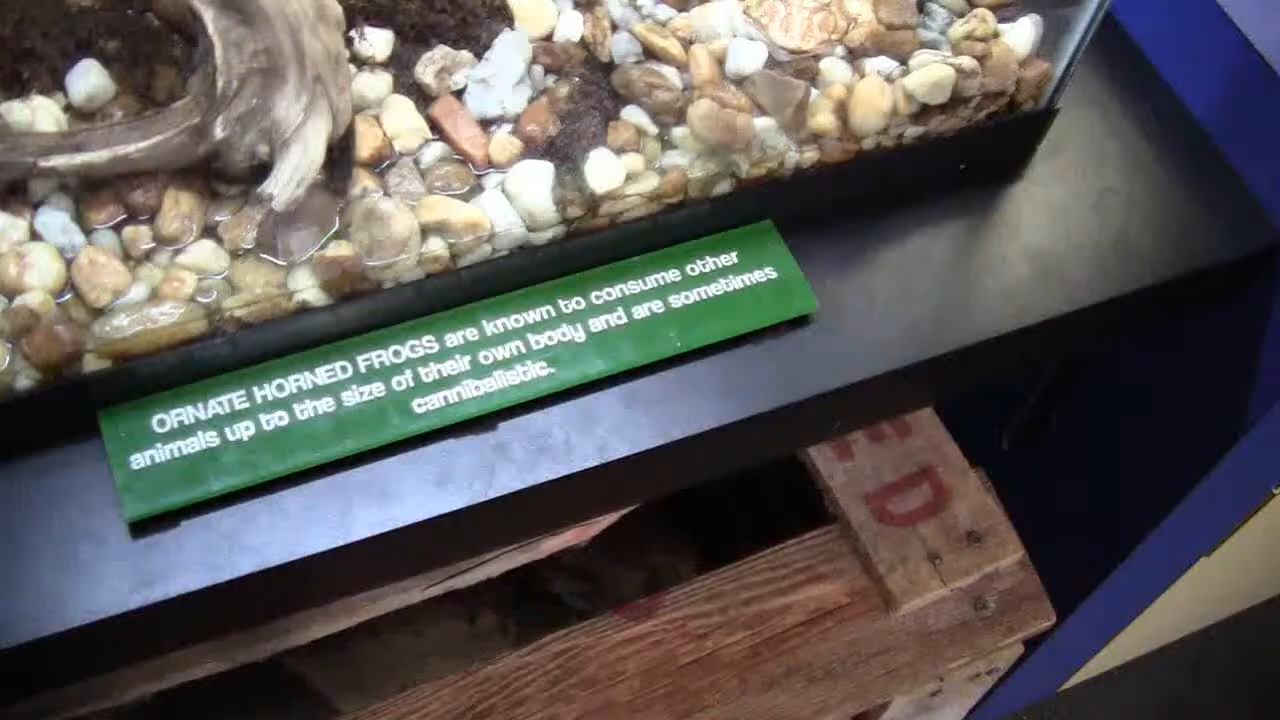 ORNATE HORNED FROGS are known to consume other
animals up to the size of their own body and are sometimes
cannibalistic.
ED